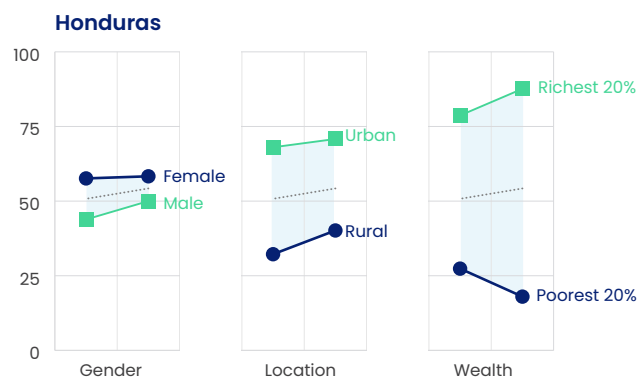 Honduras
100
75
50
25
0
Female
Male
Gender
Urban
Rural
Location
Richest 20%
Poorest 20%
Wealth